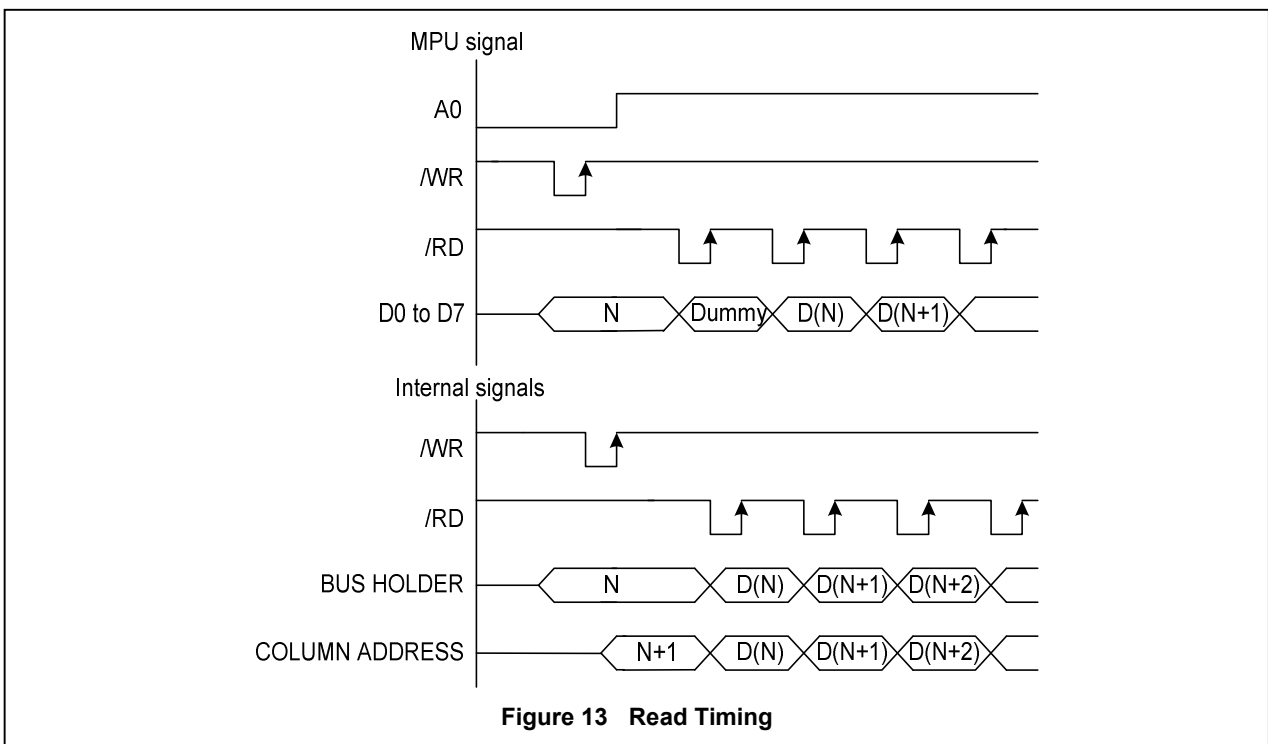 MPU signal
A0
/WR
/RD
D0 to D7 N Dummy D(N) D(N+1)
Internal signals
/WR
/RD
BUS HOLDER N D(N) D(N+1) D(N+2)
COLUMN ADDRESS N+1 D(N) D(N+1) D(N+2)
Figure 13 Read Timing